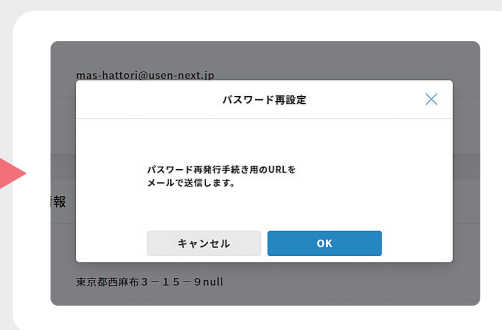 mas-hattori@usen-next.jp
パスワード再設定
パスワード再発行手続き用のURLを
メールで送信します。
報
キャンセル
OK
東京都西麻布3－15－9null